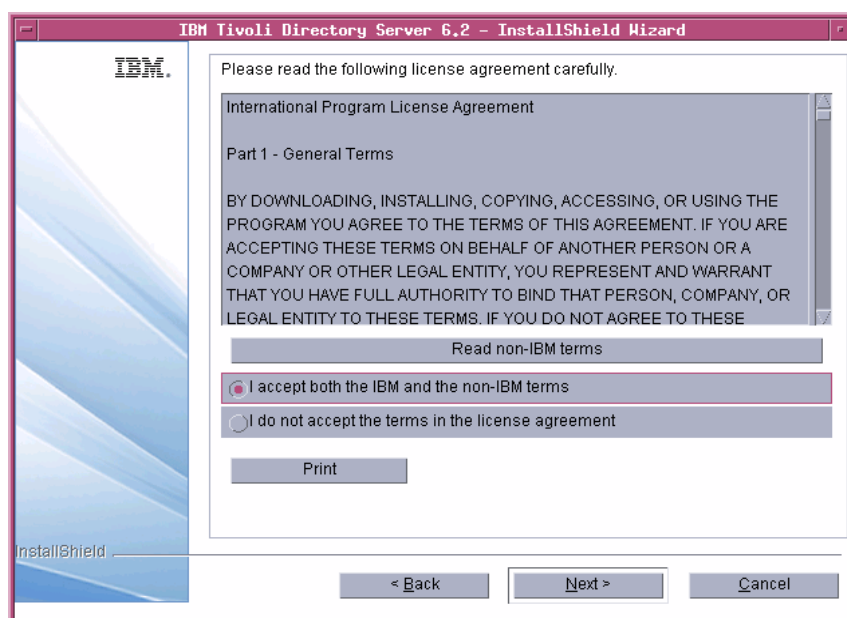 IBM Tivoli Directory Server 6.2 - InstallShield Wizard
IBM.
Please read the following license agreement carefully.
International Program License Agreement
Part 1 - General Terms
BY DOWNLOADING, INSTALLING, COPYING, ACCESSING, OR USING THE
PROGRAM YOU AGREE TO THE TERMS OF THIS AGREEMENT. IF YOU ARE
ACCEPTING THESE TERMS ON BEHALF OF ANOTHER PERSON OR A
COMPANY OR OTHER LEGAL ENTITY, YOU REPRESENT AND WARRANT
THAT YOU HAVE FULL AUTHORITY TO BIND THAT PERSON, COMPANY, OR
LEGAL ENTITY TO THESE TERMS. IF YOU DO NOT AGREE TO THESE
Read non-IBM terms
I accept both the IBM and the non-IBM terms
I do not accept the terms in the license agreement
Print
InstallShield
< Back
Next >
Cancel